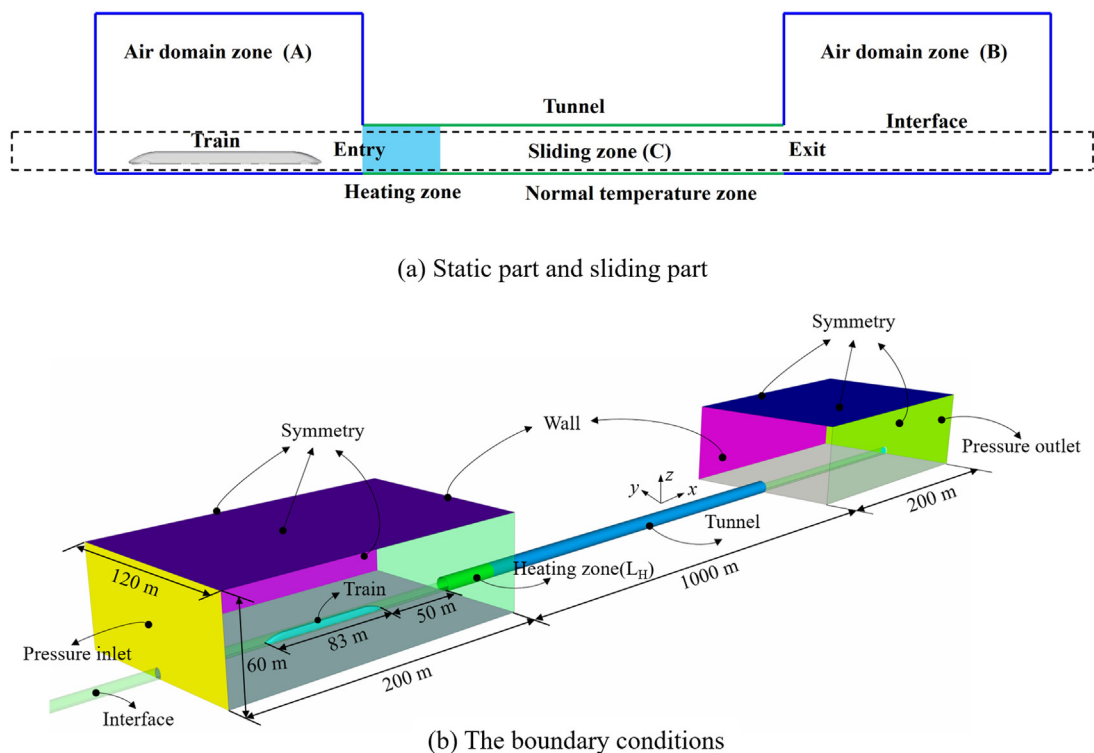 Air domain zone (A)
Air domain zone (B)
Tunnel
Interface
Train
Entry
Sliding zone (C)
Exit
Heating zone
Normal temperature zone
(a) Static part and sliding part
Symmetry
Symmetry
Wall
Pressure outlet
z
y
x
200 m
Tunnel
Heating zone(L_H)
1000 m
120 m
Train
50 m
83 m
Pressure inlet
60 m
200 m
Interface
(b) The boundary conditions